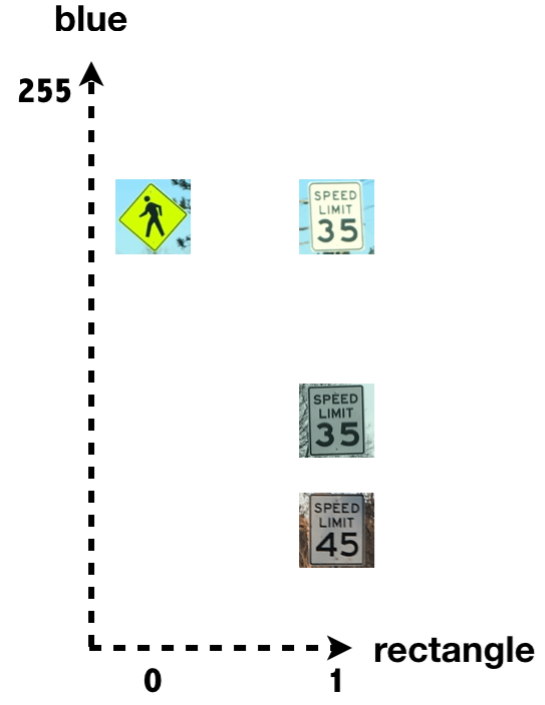 blue
255
SPEED
LIMIT
35
SPEED
LIMIT
35
SPEED
LIMIT
45
rectangle
0
1